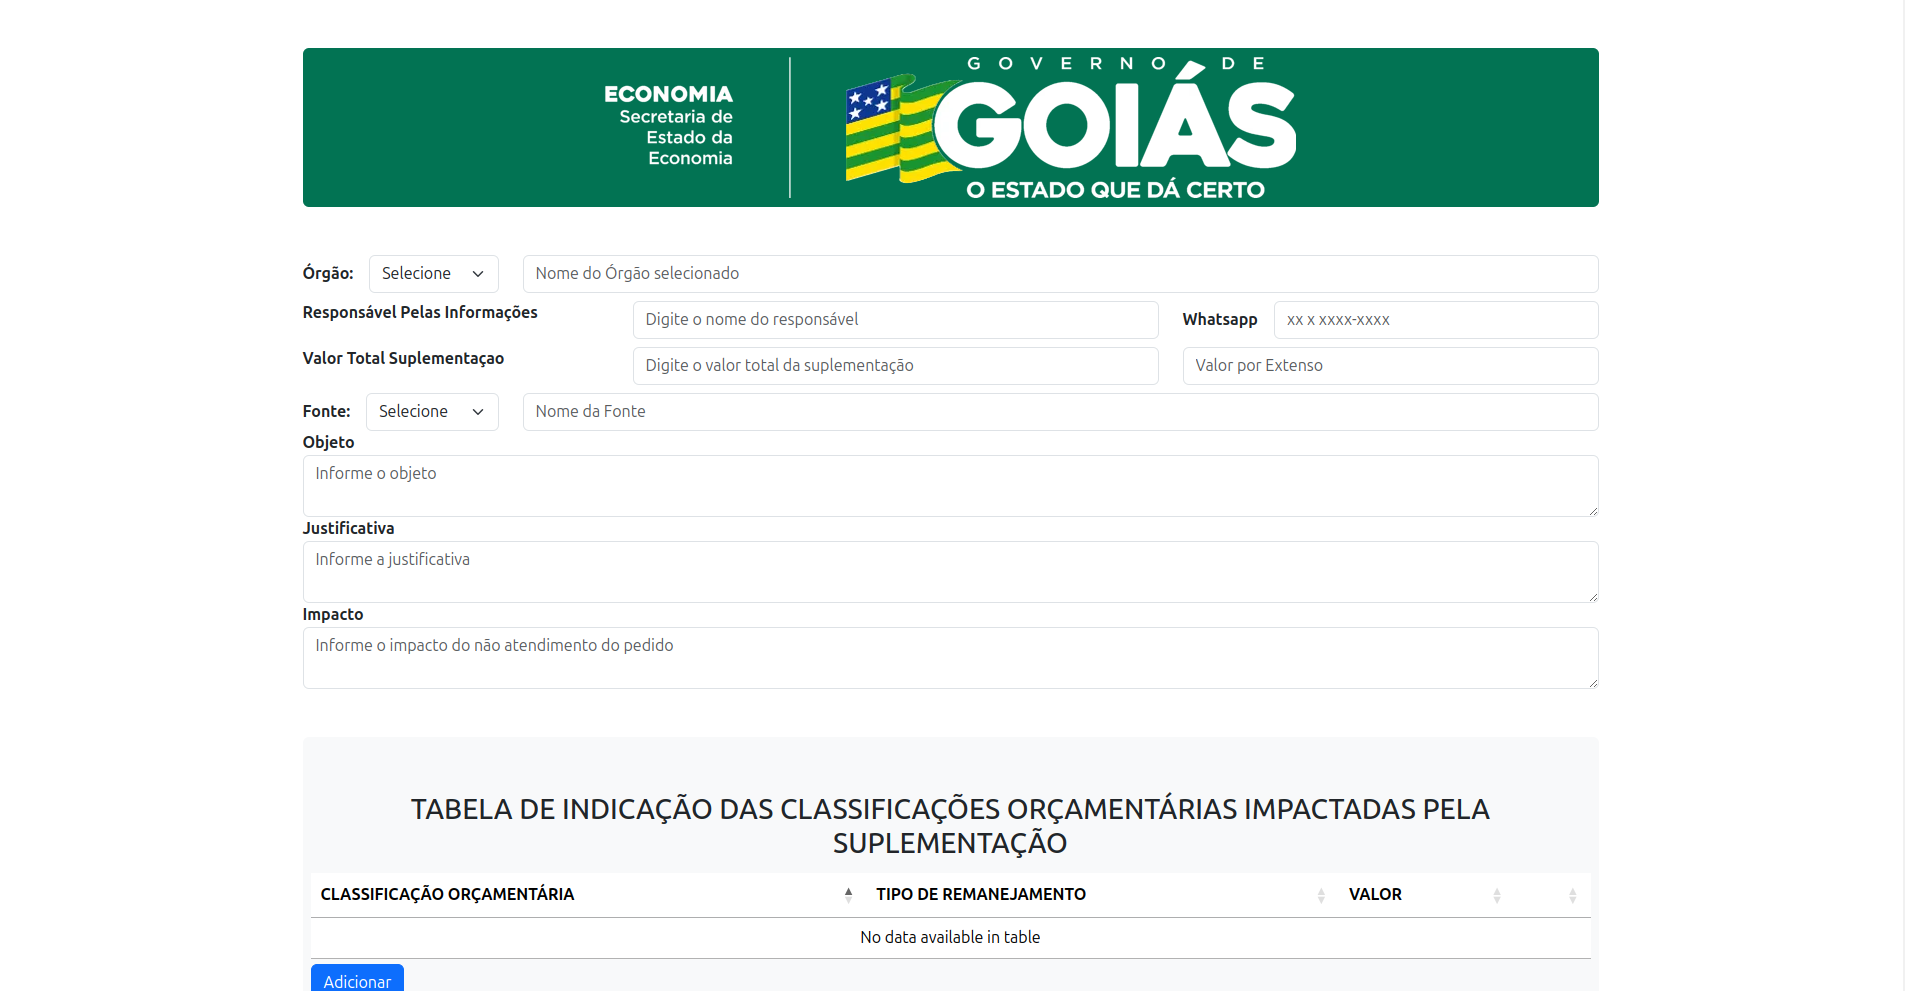 GOVERNO DE
ECONOMIA
Secretaria de
Estado da
Economia
GOIÁS
O ESTADO QUE DÁ CERTO
Órgão: Selecione Nome do Órgão selecionado
Responsável Pelas Informações Digite o nome do responsável Whatsapp xx x xxxx-xxxx
Valor Total Suplementaçao Digite o valor total da suplementação Valor por Extenso
Fonte: Selecione Nome da Fonte
Objeto
Informe o objeto
Justificativa
Informe a justificativa
Impacto
Informe o impacto do não atendimento do pedido
TABELA DE INDICAÇÃO DAS CLASSIFICAÇÕES ORÇAMENTÁRIAS IMPACTADAS PELA
SUPLEMENTAÇÃO
CLASSIFICAÇÃO ORÇAMENTÁRIA TIPO DE REMANEJAMENTO VALOR
No data available in table
Adicionar